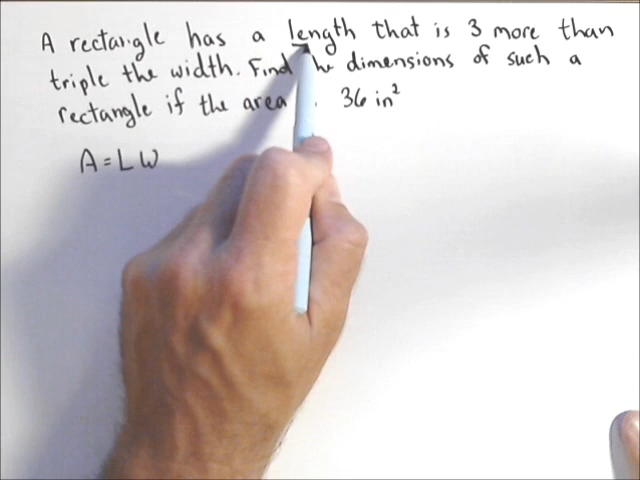 A rectangle has a length that is 3 more than
triple the width. Find the dimensions of such a
rectangle if the area 36 in²
A = L W